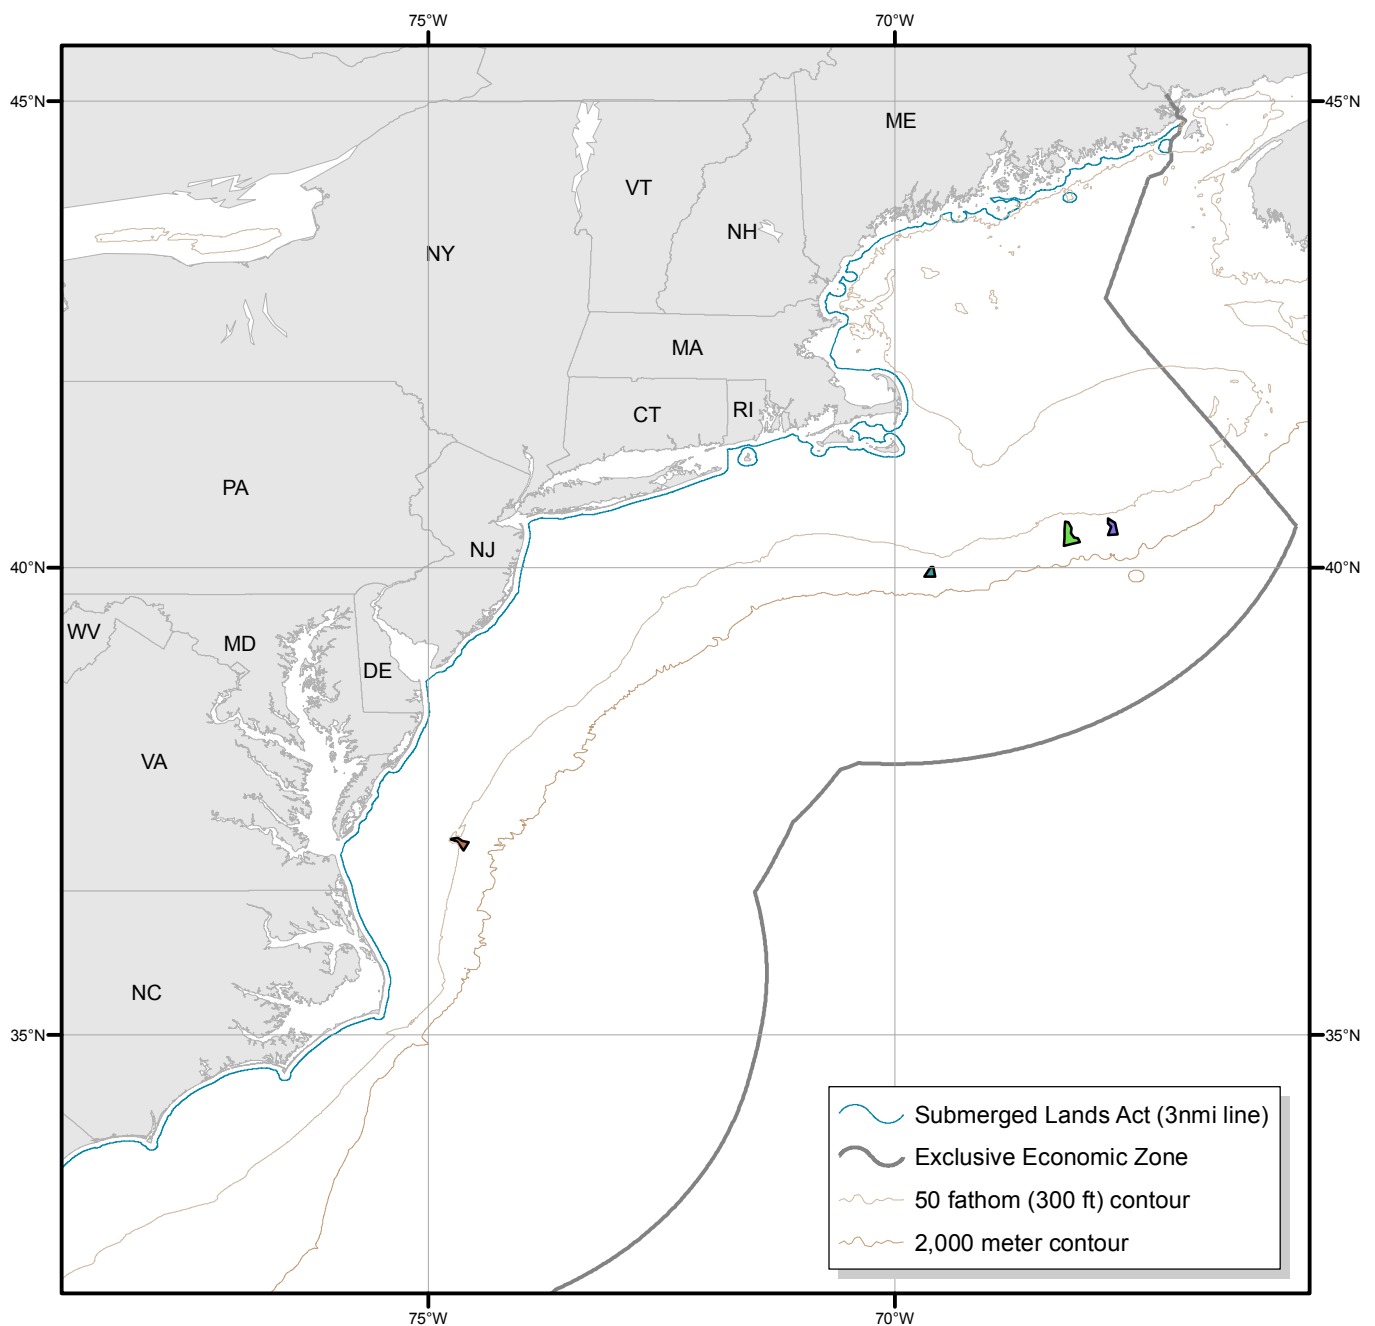 75°W 70°W
45°N 45°N
ME
VT
NH
NY
MA
CT RI
PA
NJ
40°N 40°N
WV
MD
DE
VA
NC
35°N 35°N
Submerged Lands Act (3nmi line)
Exclusive Economic Zone
50 fathom (300 ft) contour
2,000 meter contour
75°W 70°W